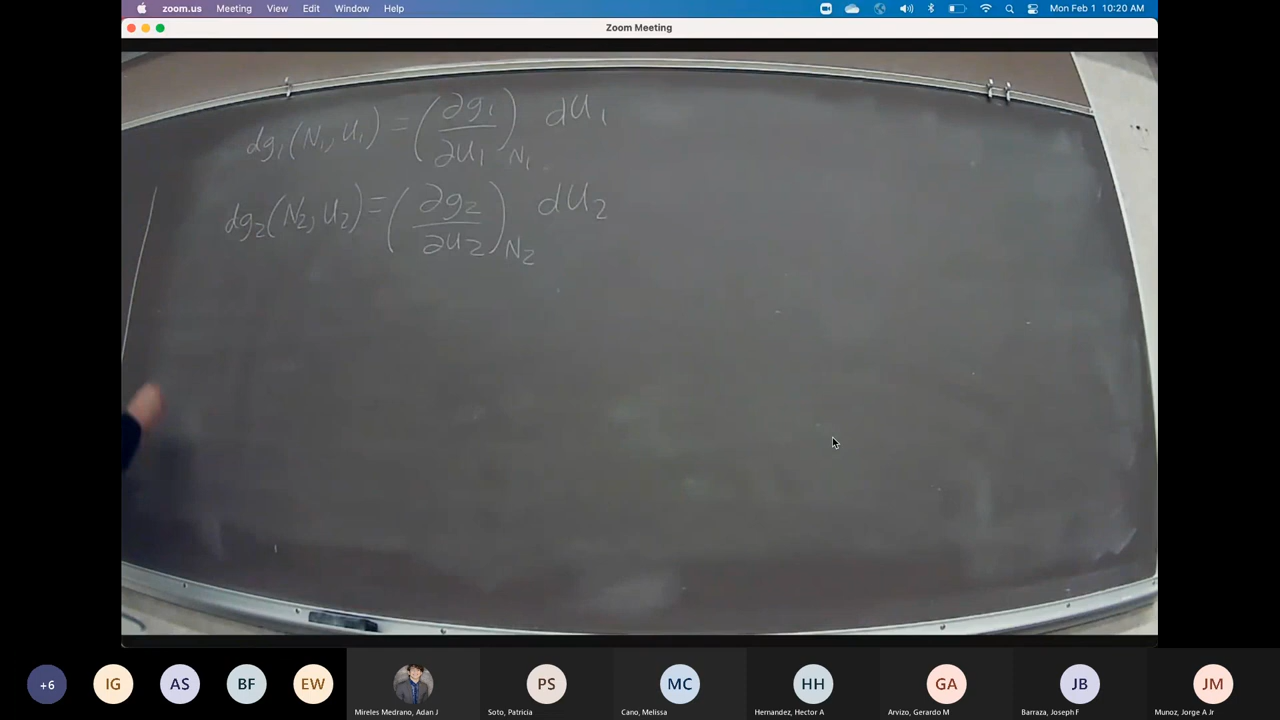 zoom.us Meeting View Edit Window Help Mon Feb 1 10:20 AM
Zoom Meeting
dg₁(N₁, U₁) = (∂g₁/∂U₁)_N₁ dU₁
dg₂(N₂, U₂) = (∂g₂/∂U₂)_N₂ dU₂
+6 IG AS BF EW PS MC HH GA JB JM
Mireles Medrano, Adan J Soto, Patricia Cano, Melissa Hernandez, Hector A Arvizo, Gerardo M Barraza, Joseph F Munoz, Jorge A Jr